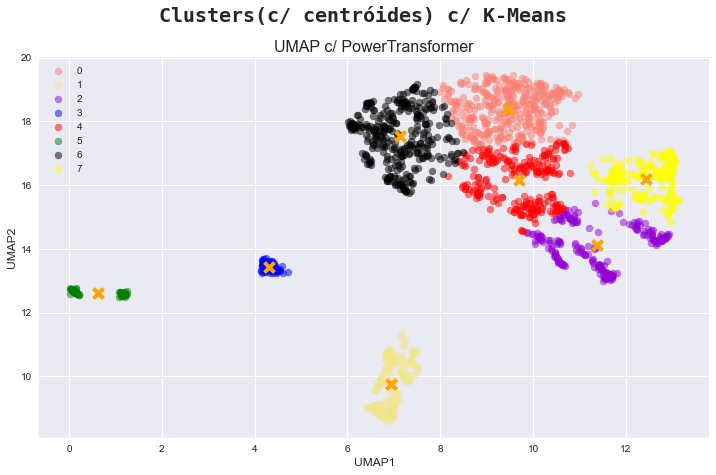 Clusters(c/ centróides) c/ K-Means
UMAP c/ PowerTransformer
20
18
16
14
12
10
0
1
2
3
4
5
6
7
UMAP2
0 2 4 6 8 10 12
UMAP1